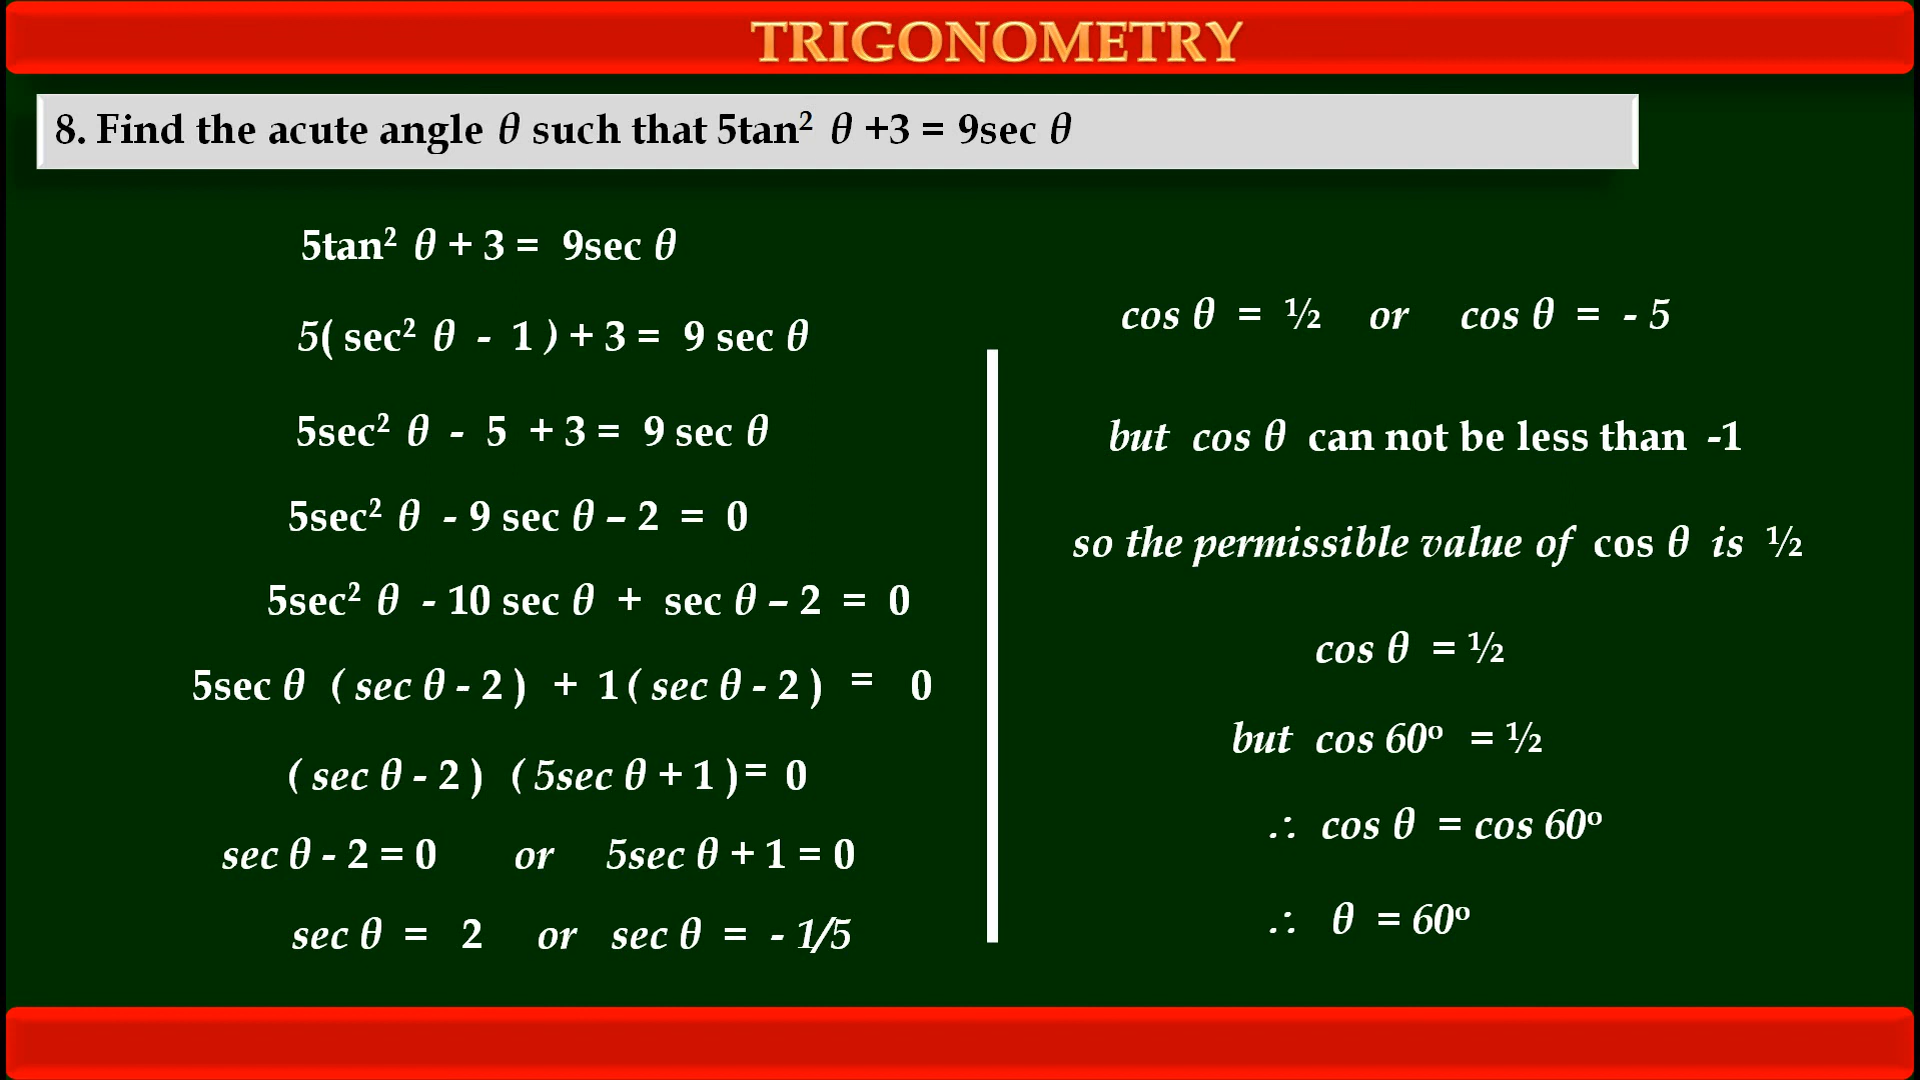 TRIGONOMETRY
8. Find the acute angle θ such that 5tan² θ +3 = 9sec θ
5tan² θ + 3 = 9sec θ
5( sec² θ - 1 ) + 3 = 9 sec θ
5sec² θ - 5 + 3 = 9 sec θ
5sec² θ - 9 sec θ – 2 = 0
5sec² θ - 10 sec θ + sec θ – 2 = 0
5sec θ ( sec θ - 2 ) + 1 ( sec θ - 2 ) = 0
( sec θ - 2 ) ( 5sec θ + 1 ) = 0
sec θ - 2 = 0 or 5sec θ + 1 = 0
sec θ = 2 or sec θ = - 1/5
cos θ = ½ or cos θ = - 5
but cos θ can not be less than -1
so the permissible value of cos θ is ½
cos θ = ½
but cos 60º = ½
∴ cos θ = cos 60º
∴ θ = 60º